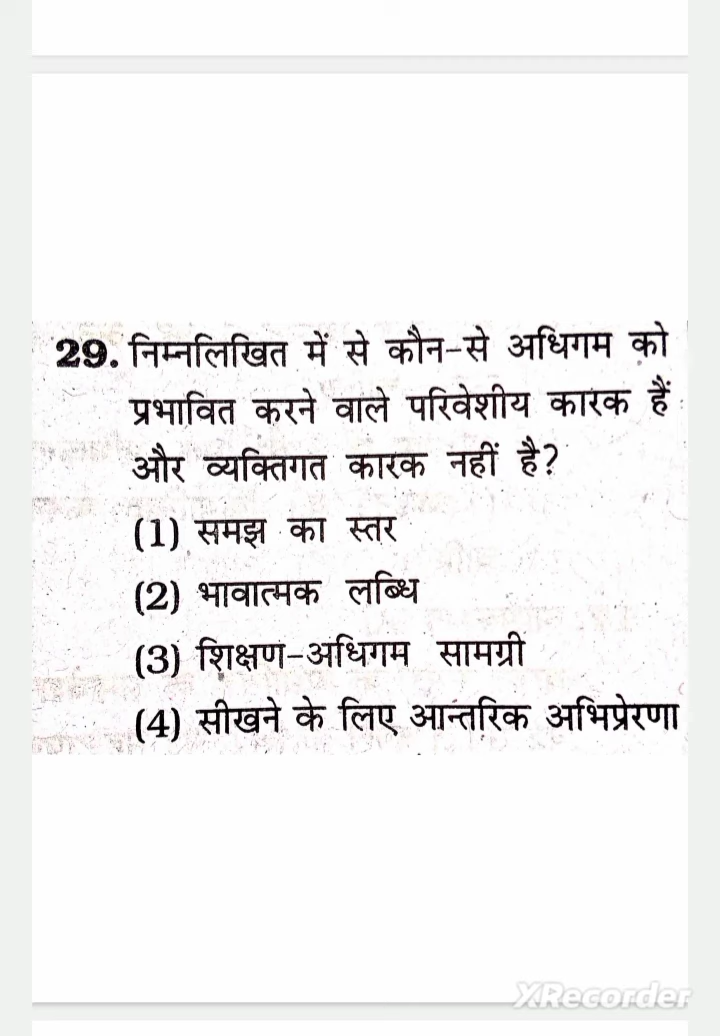 29. निम्नलिखित में से कौन-से अधिगम को
प्रभावित करने वाले परिवेशीय कारक हैं
और व्यक्तिगत कारक नहीं है?
(1) समझ का स्तर
(2) भावात्मक लब्धि
(3) शिक्षण-अधिगम सामग्री
(4) सीखने के लिए आन्तरिक अभिप्रेरणा
XRecorder